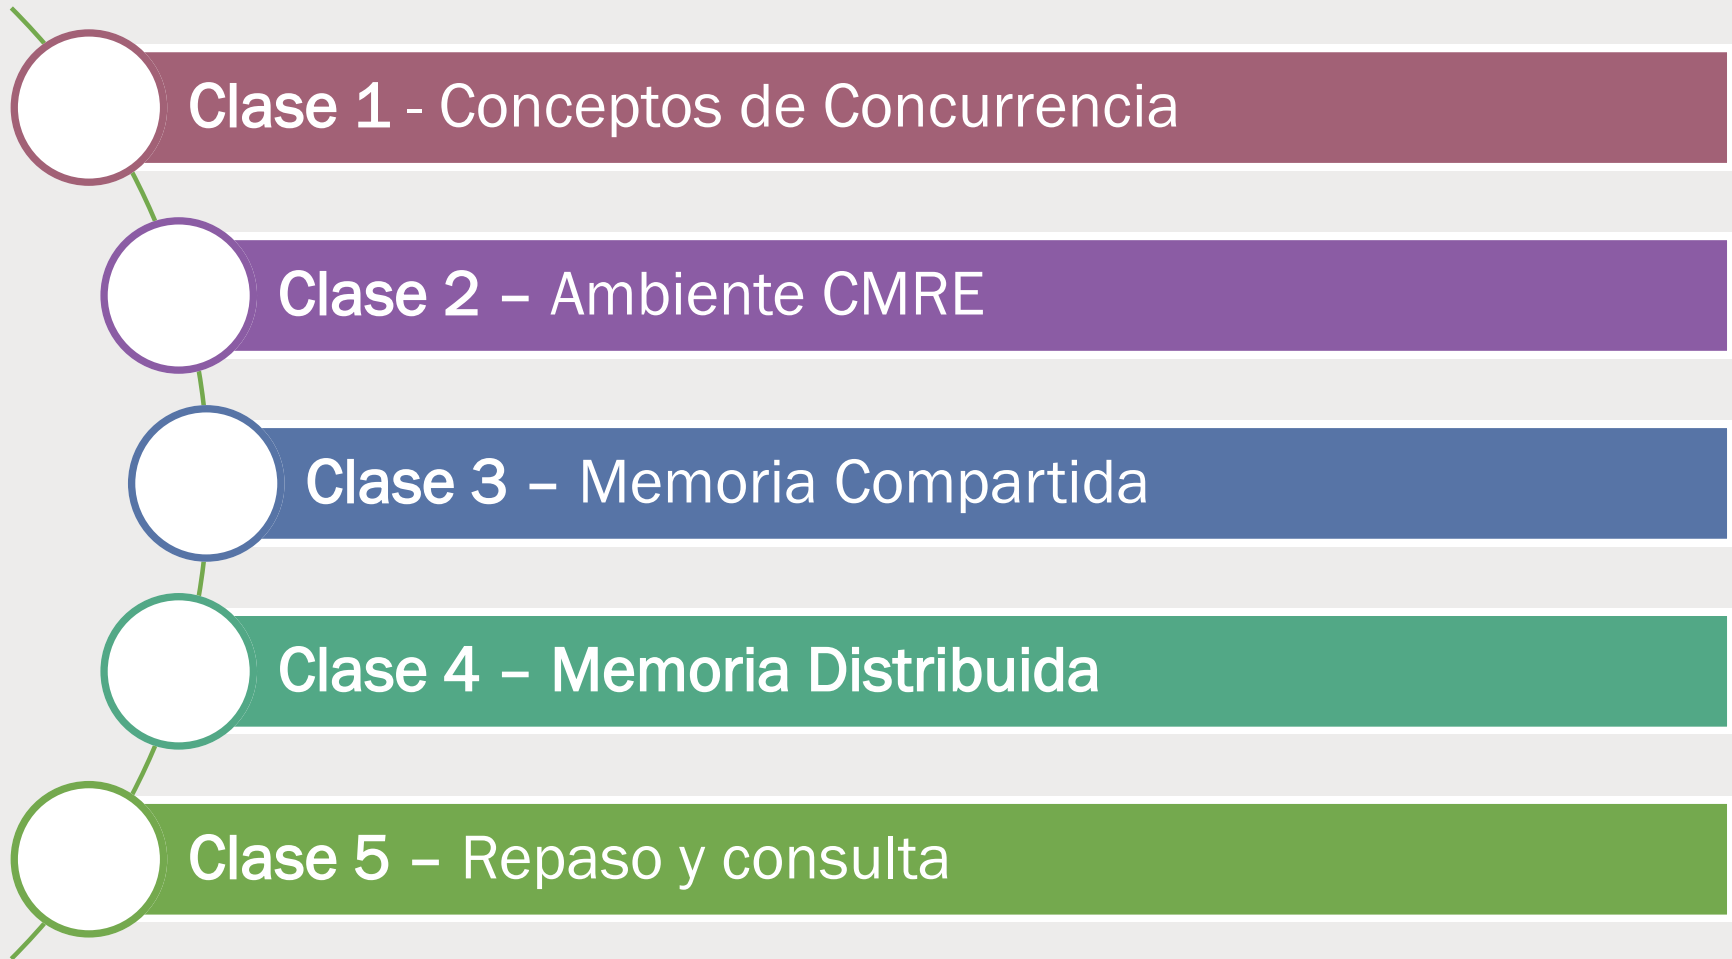 Clase 1 - Conceptos de Concurrencia
Clase 2 – Ambiente CMRE
Clase 3 – Memoria Compartida
Clase 4 – Memoria Distribuida
Clase 5 – Repaso y consulta